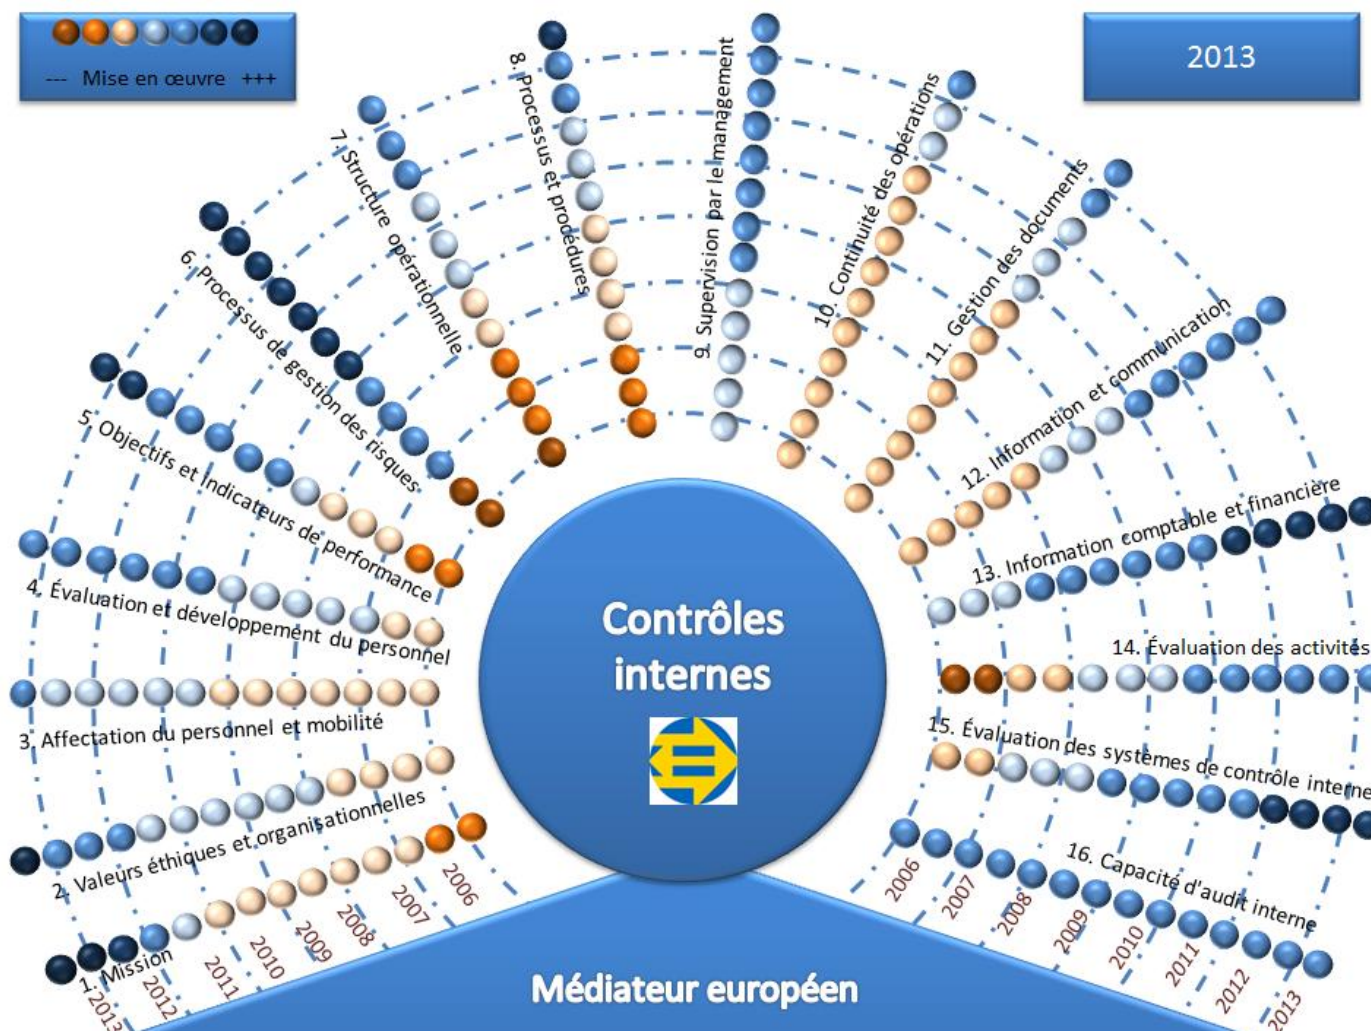 --- Mise en œuvre +++
2013
1. Mission
2. Valeurs éthiques et organisationnelles
3. Affectation du personnel et mobilité
4. Évaluation et développement du personnel
5. Objectifs et indicateurs de performance
6. Processus de gestion des risques
7. Structure opérationnelle
8. Processus et procédures
9. Supervision par le management
10. Continuité des opérations
11. Gestion des documents
12. Information et communication
13. Information comptable et financière
14. Évaluation des activités
15. Évaluation des systèmes de contrôle interne
16. Capacité d'audit interne
Contrôles
internes
2013
2012
2011
2010
2009
2008
2007
2006
2006
2007
2008
2009
2010
2011
2012
2013
Médiateur européen